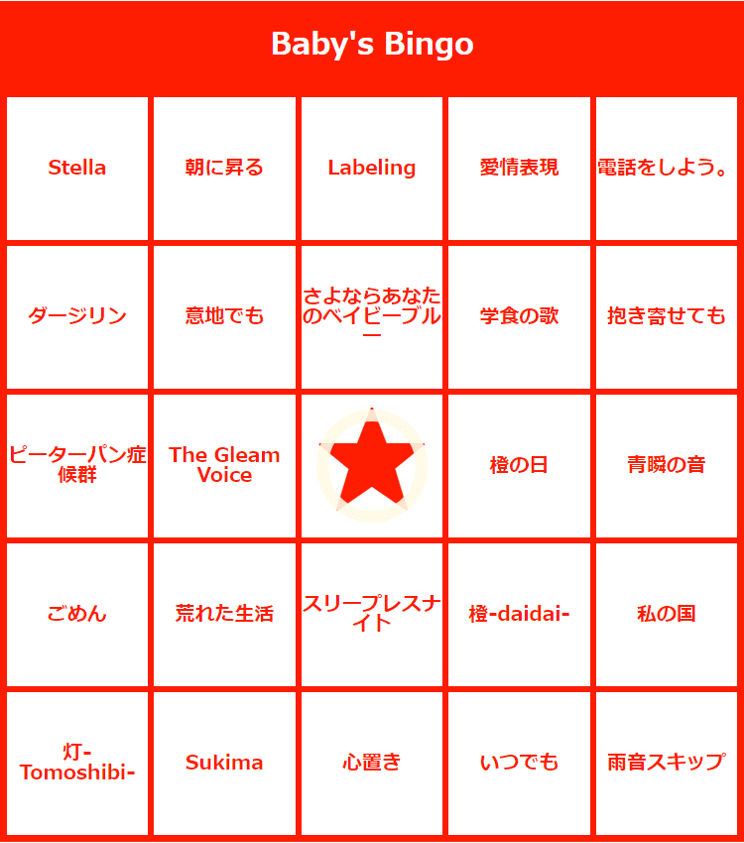 Baby's Bingo
Stella
朝に昇る
Labeling
愛情表現
電話をしよう。
ダージリン
意地でも
さよならあなた
のベイビーブル
ー
学食の歌
抱き寄せても
ピーターパン症
候群
The Gleam
Voice
橙の日
青瞬の音
ごめん
荒れた生活
スリープレスナ
イト
橙-daidai-
私の国
灯-
Tomoshibi-
Sukima
心置き
いつでも
雨音スキップ